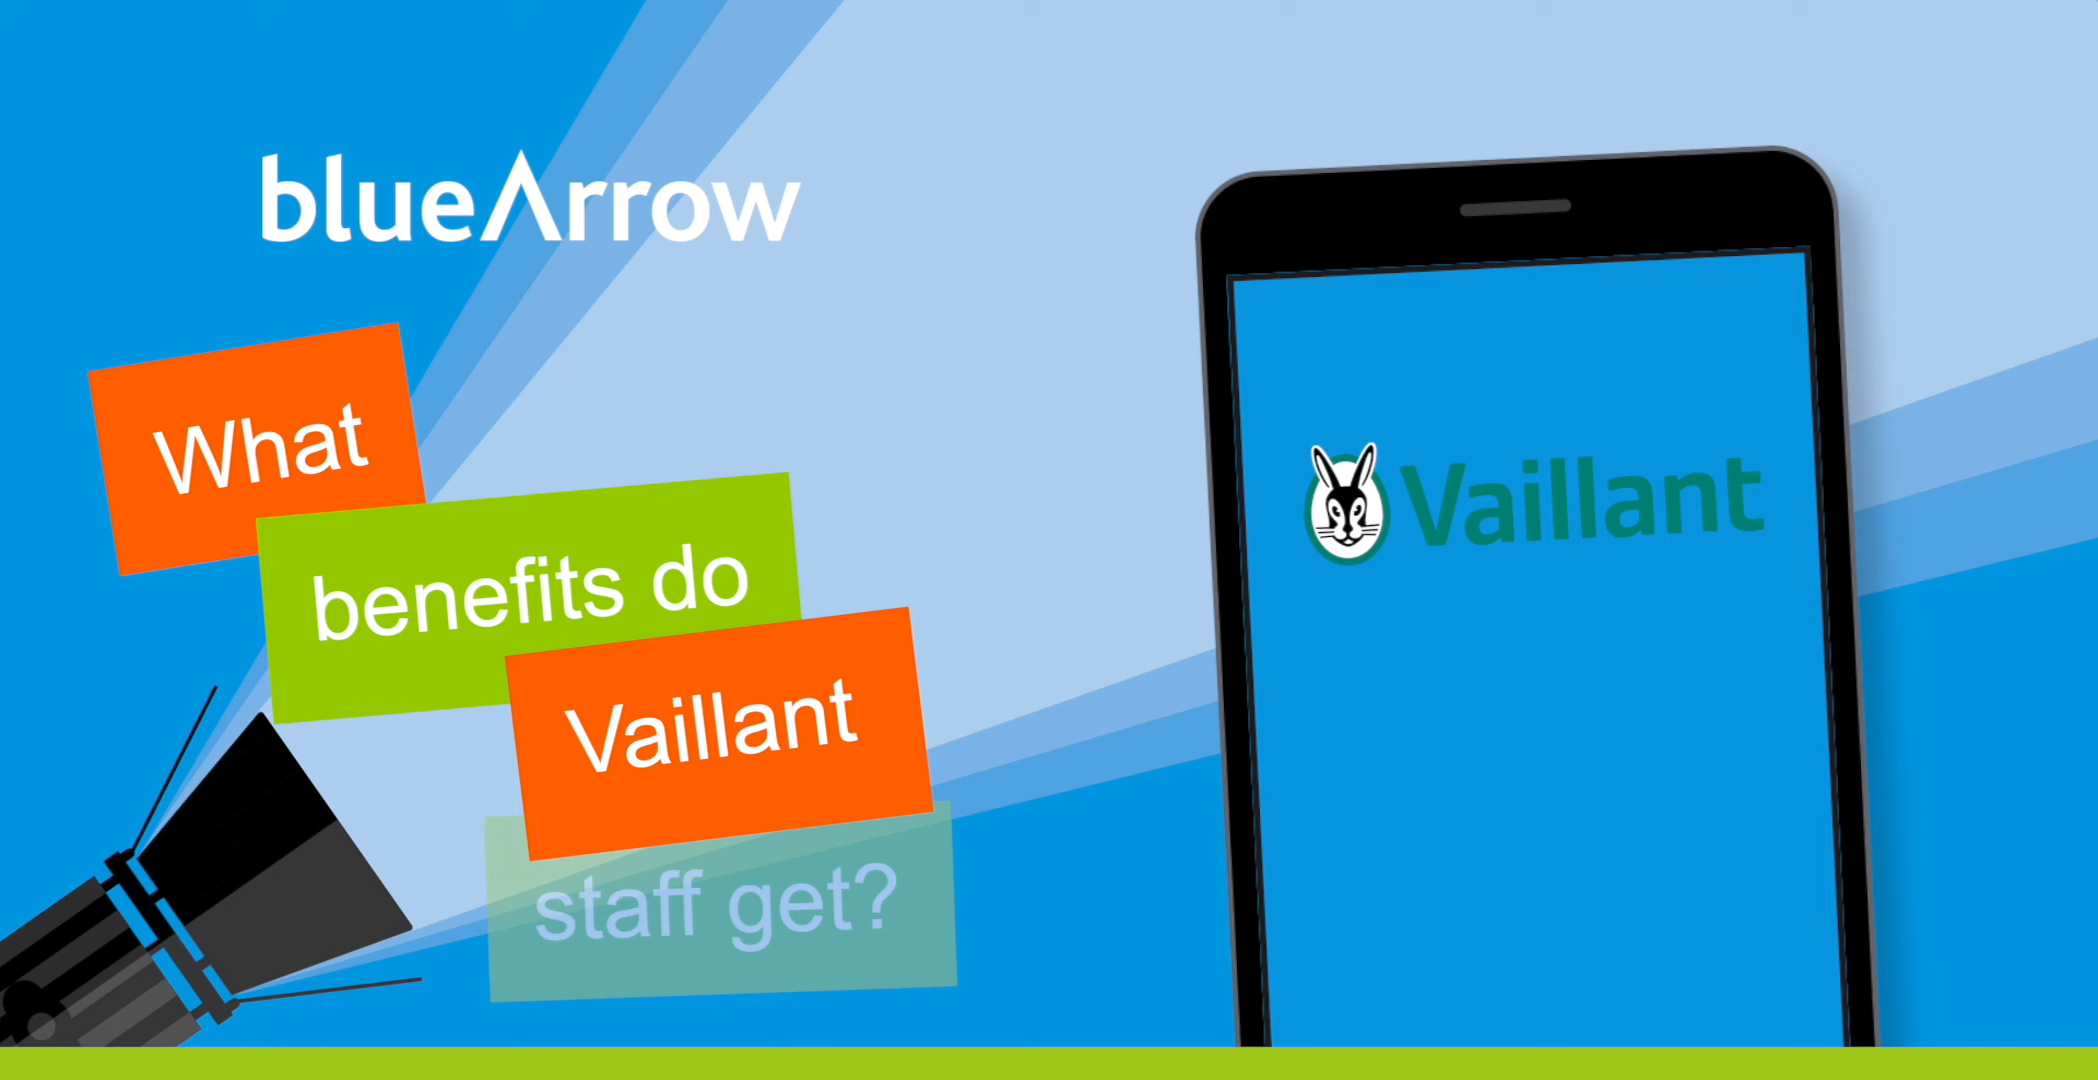 blueArrow
What
benefits do
Vaillant
staff get?
Vaillant